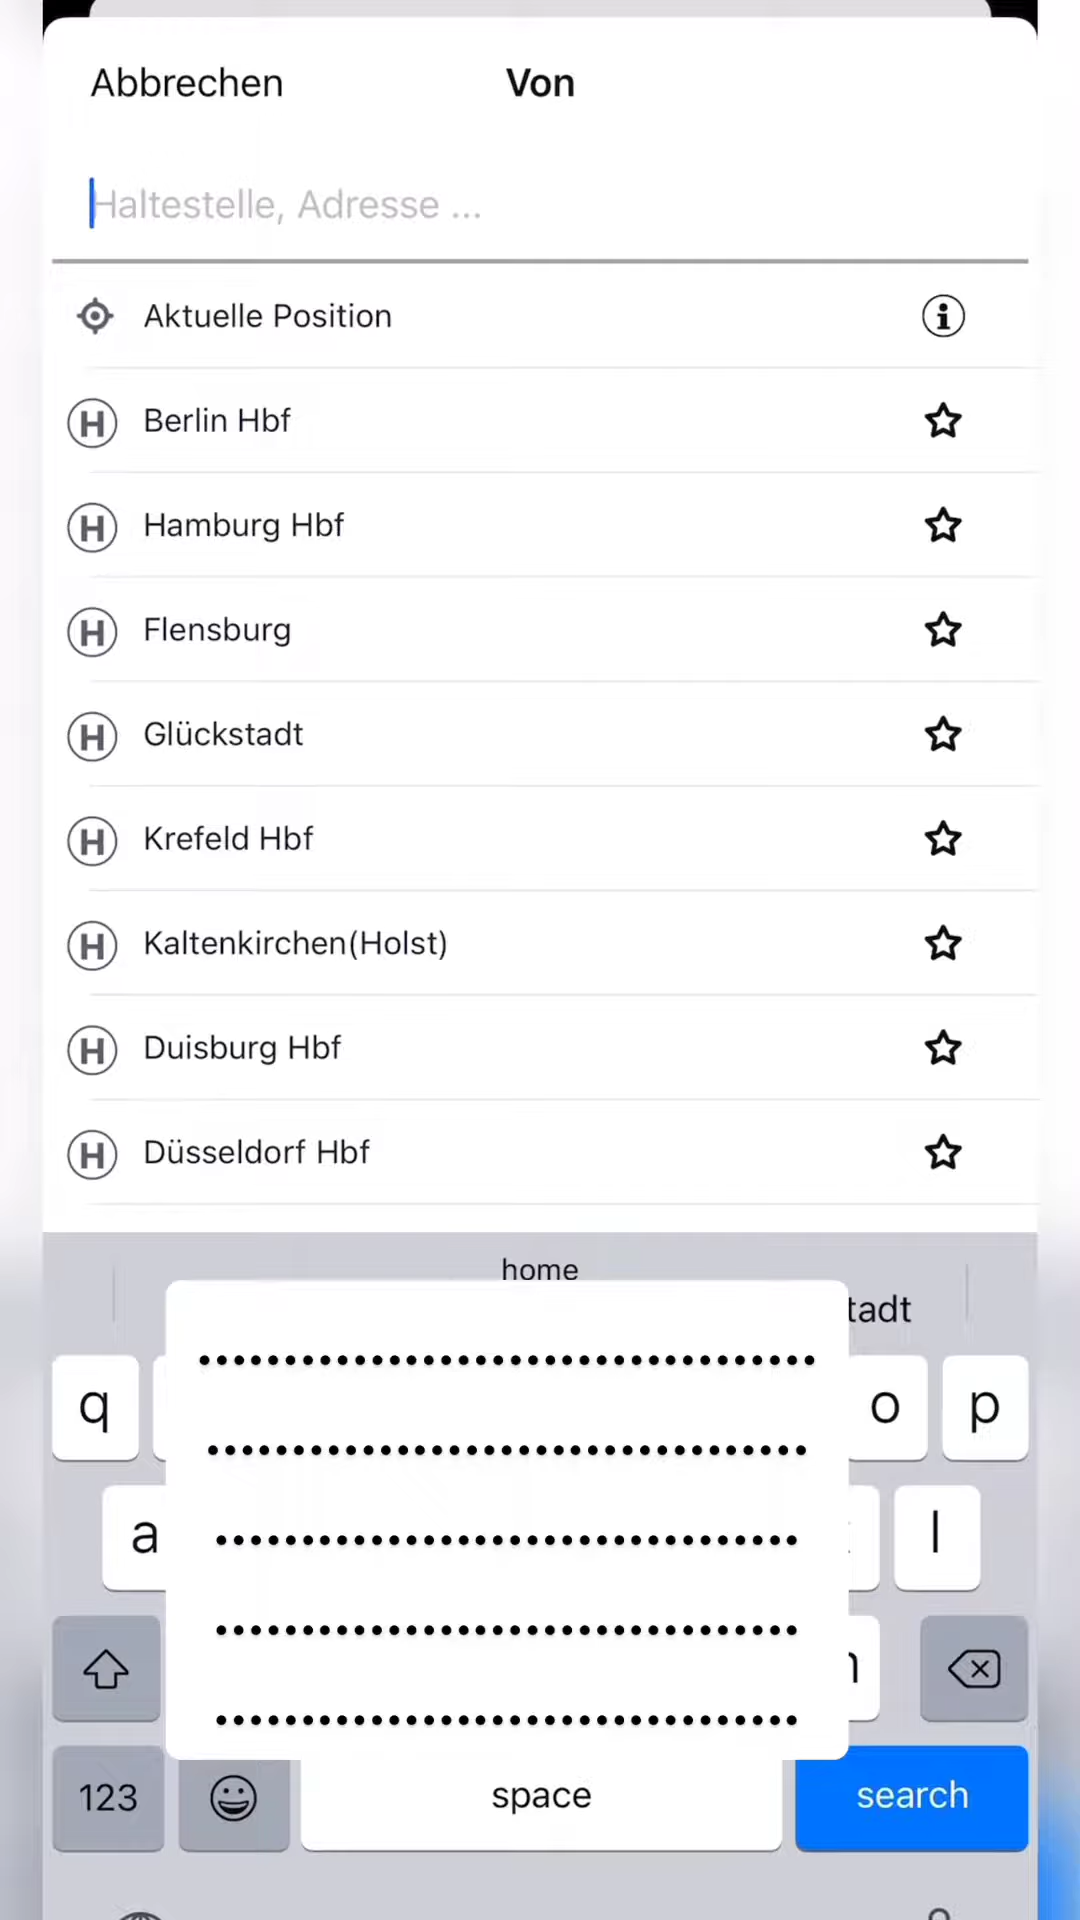 Abbrechen Von
Haltestelle, Adresse ...
Aktuelle Position
H Berlin Hbf
H Hamburg Hbf
H Flensburg
H Glückstadt
H Krefeld Hbf
H Kaltenkirchen(Holst)
H Duisburg Hbf
H Düsseldorf Hbf
home
tadt
q o p
a l
123 space search